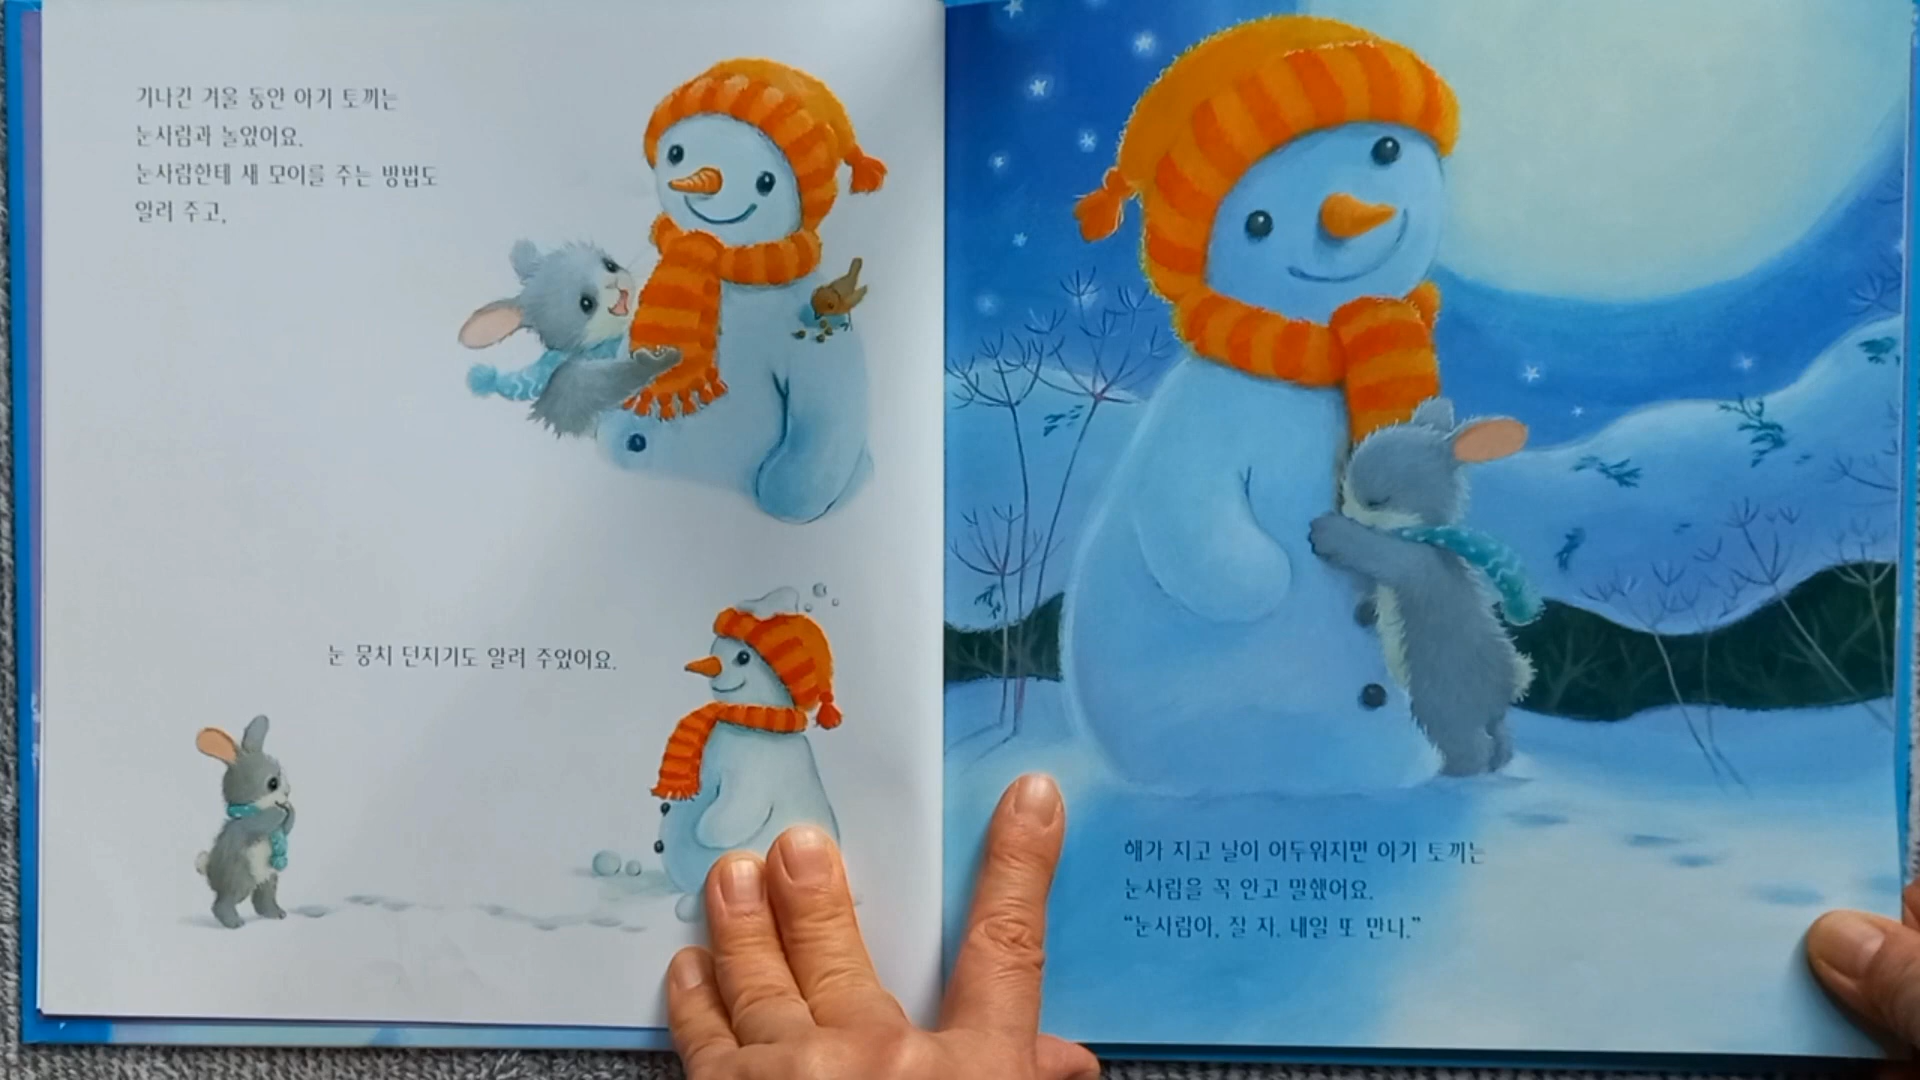 기나긴 겨울 동안 아기 토끼는
눈사람과 놀았어요.
눈사람한테 새 모이를 주는 방법도
알려 주고,
눈 뭉치 던지기도 알려 주었어요.
해가 지고 날이 어두워지면 아기 토끼는
눈사람을 꼭 안고 말했어요.
“눈사람아, 잘 자. 내일 또 만나.”